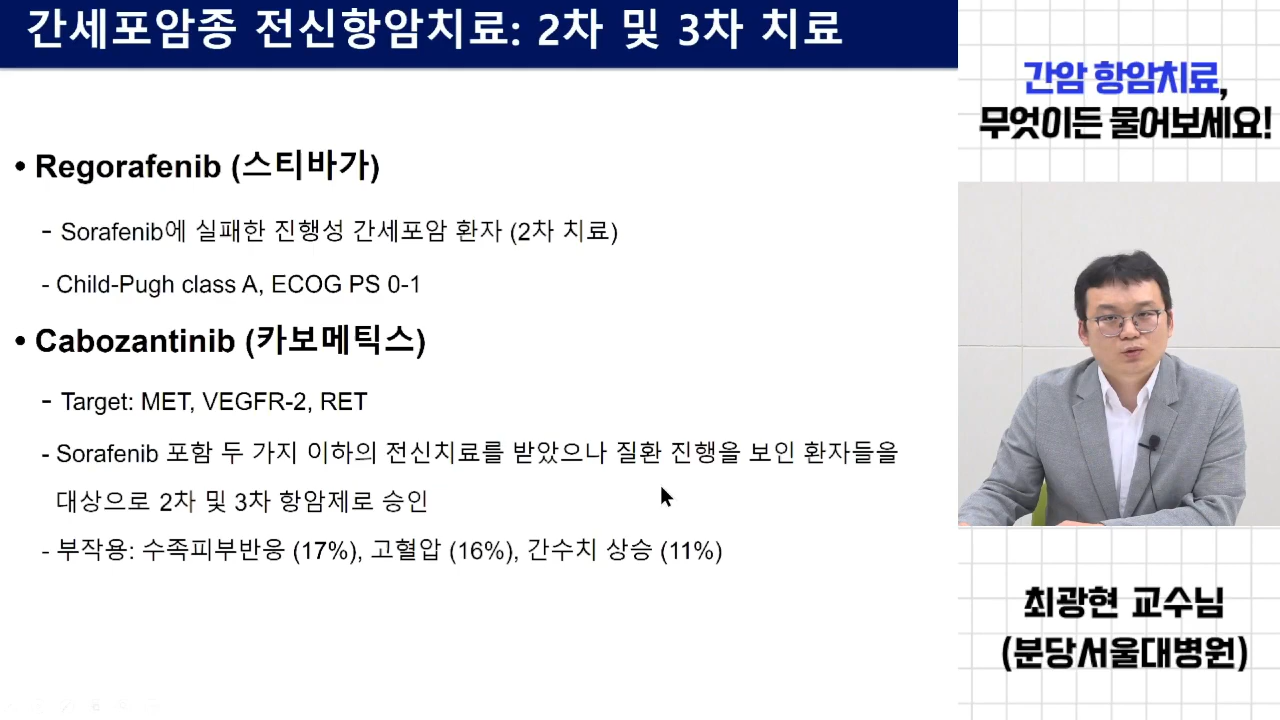 간세포암종 전신항암치료: 2차 및 3차 치료
• Regorafenib (스티바가)
- Sorafenib에 실패한 진행성 간세포암 환자 (2차 치료)
- Child-Pugh class A, ECOG PS 0-1
• Cabozantinib (카보메틱스)
- Target: MET, VEGFR-2, RET
- Sorafenib 포함 두 가지 이하의 전신치료를 받았으나 질환 진행을 보인 환자들을
대상으로 2차 및 3차 항암제로 승인
- 부작용: 수족피부반응 (17%), 고혈압 (16%), 간수치 상승 (11%)
간암 항암치료,
무엇이든 물어보세요!
최광현 교수님
(분당서울대병원)